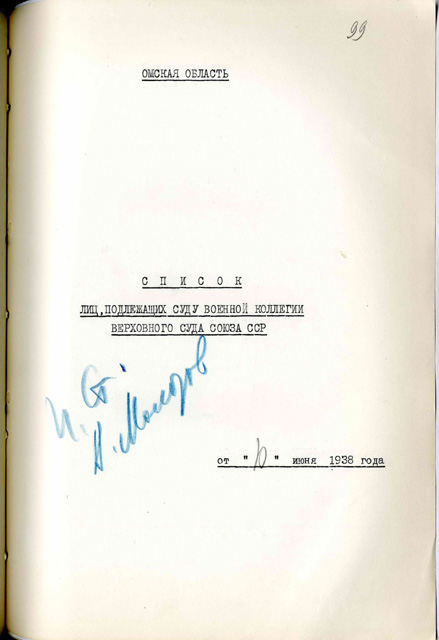 99
ОМСКАЯ ОБЛАСТЬ
С П И С О К
ЛИЦ, ПОДЛЕЖАЩИХ СУДУ ВОЕННОЙ КОЛЛЕГИИ
ВЕРХОВНОГО СУДА СОЮЗА ССР
И. Ст.
В. Молотов
от " 10 " июня 1938 года